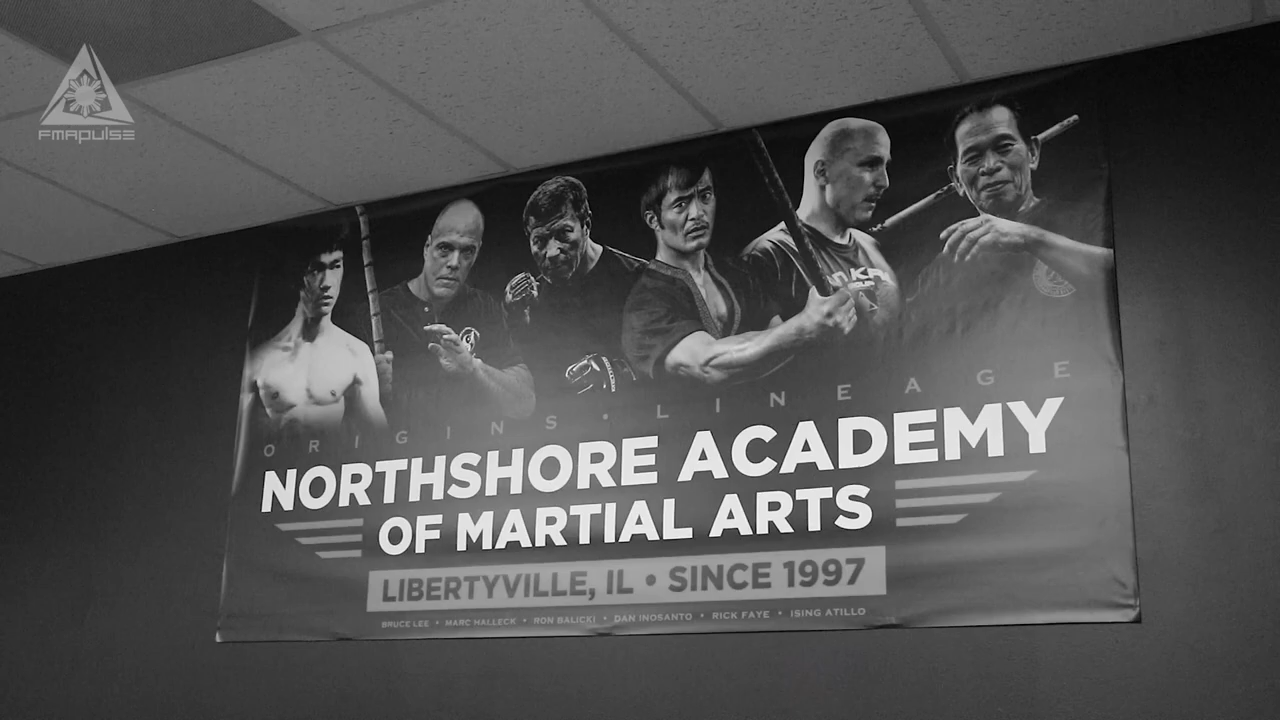 FMAPULSE
ORIGINS • LINEAGE
NORTHSHORE ACADEMY
OF MARTIAL ARTS
LIBERTYVILLE, IL • SINCE 1997
BRUCE LEE • MARC HALLECK • RON BALICKI • DAN INOSANTO • RICK FAYE • ISING ATILLO